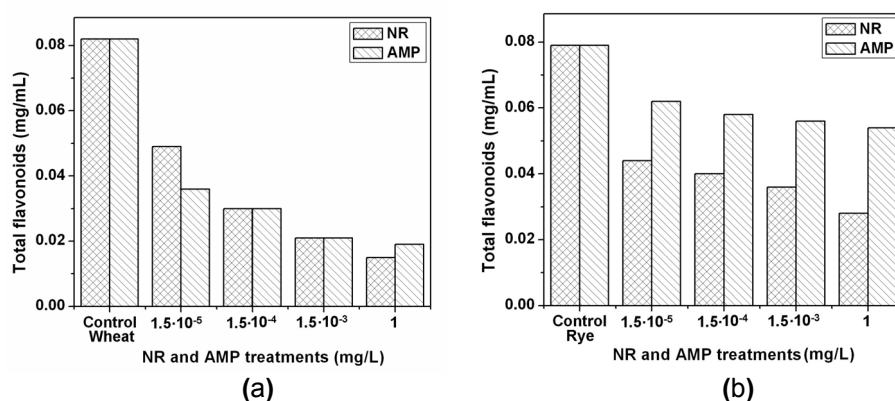 Total flavonoids (mg/mL)
0.08
0.06
0.04
0.02
0.00
NR
AMP
Control Wheat
1.5·10⁻⁵
1.5·10⁻⁴
1.5·10⁻³
1
NR and AMP treatments (mg/L)
(a)
Total flavonoids (mg/mL)
0.08
0.06
0.04
0.02
0.00
NR
AMP
Control Rye
1.5·10⁻⁵
1.5·10⁻⁴
1.5·10⁻³
1
NR and AMP treatments (mg/L)
(b)